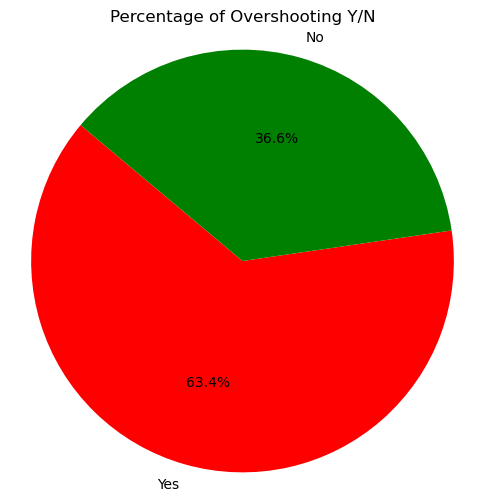 Percentage of Overshooting Y/N
No
36.6%
63.4%
Yes